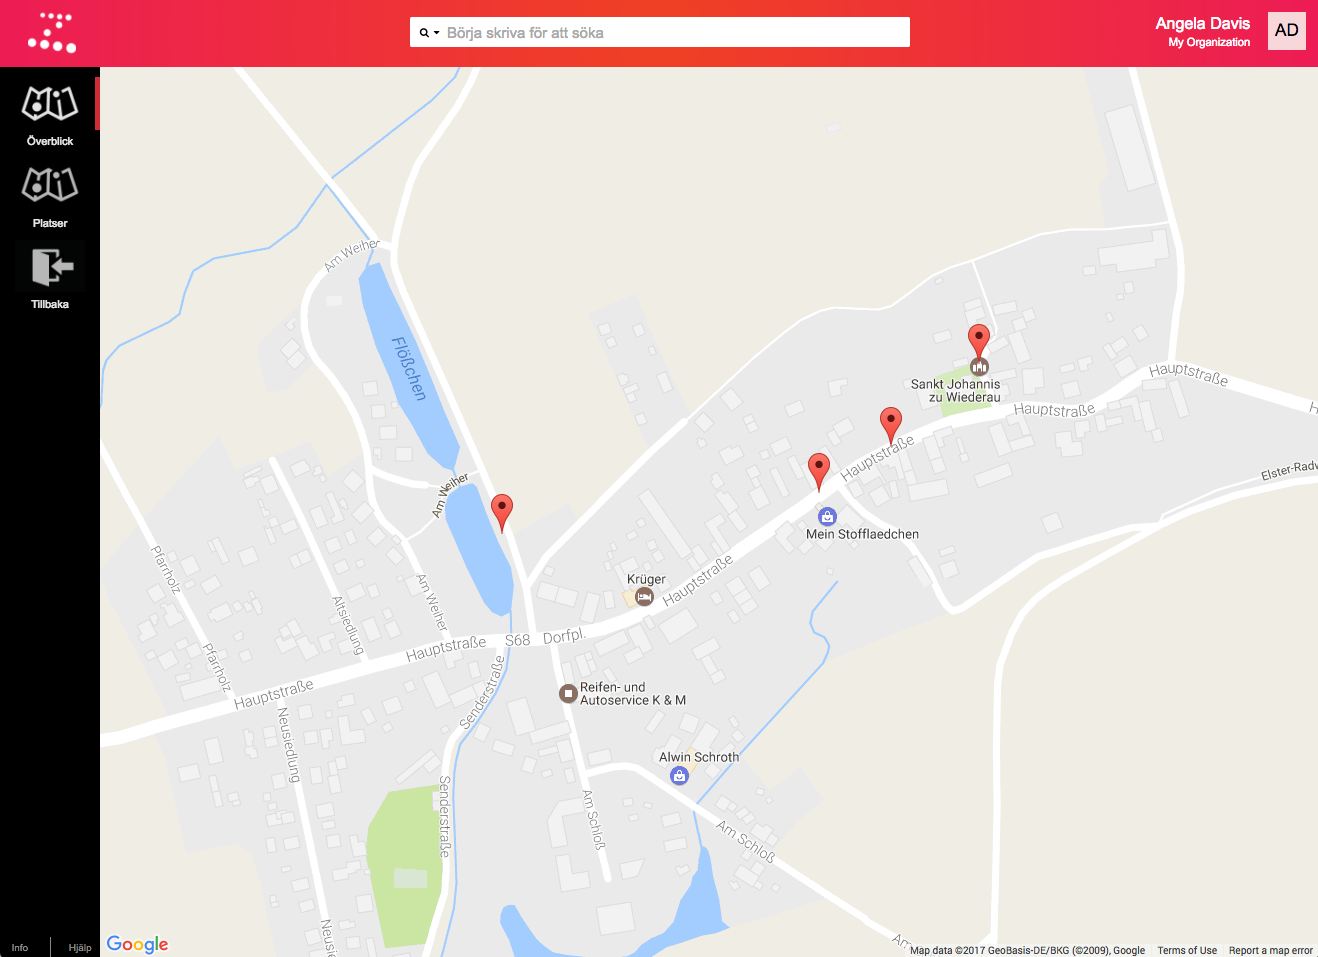 Börja skriva för att söka
Angela Davis
My Organization
AD
Överblick
Platser
Tillbaka
Info
Hjälp
Am Weiher
Flößchen
Am Weiher
Am Weiher
Sankt Johannis
zu Wiederau
Hauptstraße
Hauptstraße
Hauptstraße
Elster-Radw
Mein Stofflaedchen
Krüger
Hauptstraße
Pfarrholz
Altsiedlung
Pfarrholz
Hauptstraße
S68
Dorfpl.
Hauptstraße
Senderstraße
Reifen- und
Autoservice K & M
Neusiedlung
Alwin Schroth
Senderstraße
Am Schloß
Am Schloß
Neusie
Am
H
Google
Map data ©2017 GeoBasis-DE/BKG (©2009), Google
Terms of Use
Report a map error